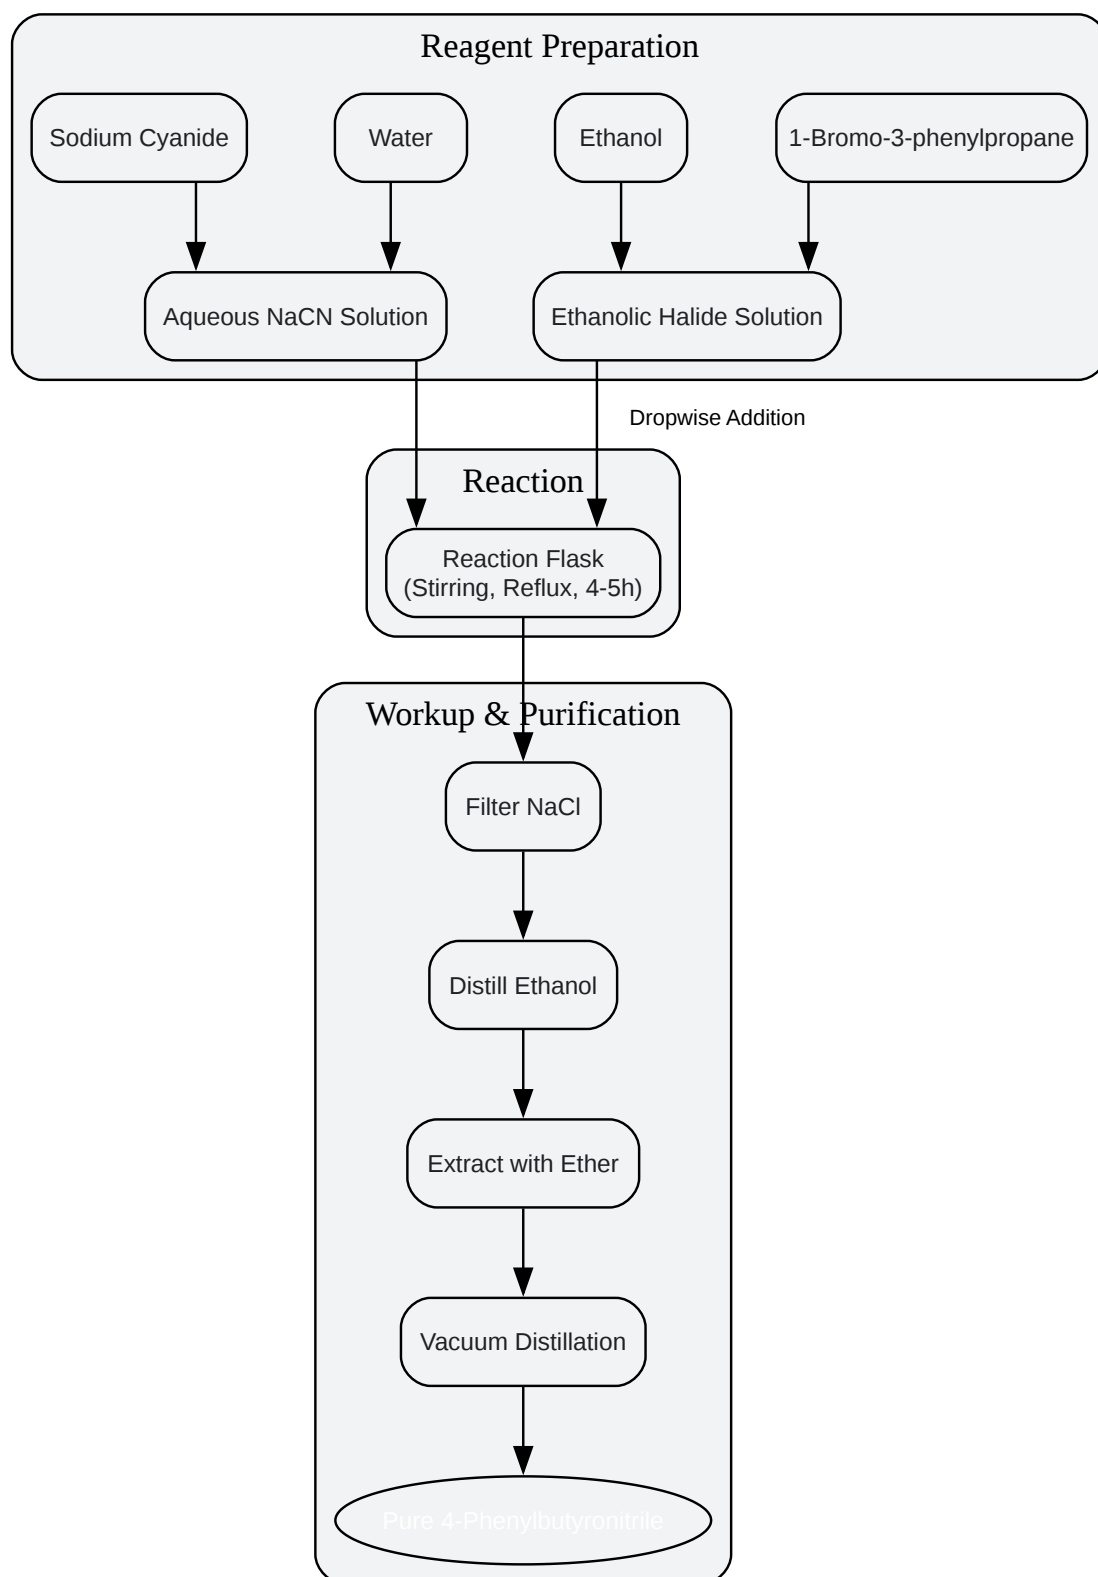 Reagent Preparation
Sodium Cyanide
Water
Ethanol
1-Bromo-3-phenylpropane
Aqueous NaCN Solution
Ethanolic Halide Solution
Dropwise Addition
Reaction
Reaction Flask
(Stirring, Reflux, 4-5h)
Workup & Purification
Filter NaCl
Distill Ethanol
Extract with Ether
Vacuum Distillation
Pure 4-Phenylbutyronitrile